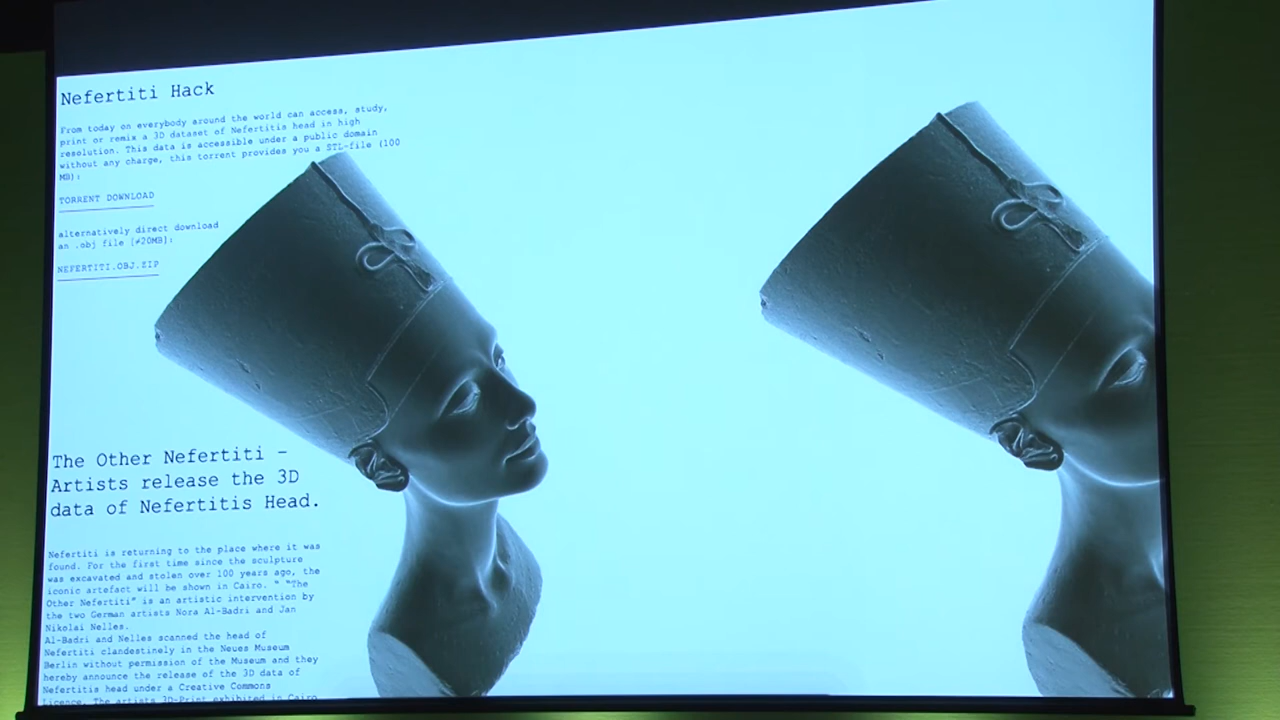 Nefertiti Hack
From today on everybody around the world can access, study,
print or remix a 3D dataset of Nefertitis head in high
resolution. This data is accessible under a public domain
without any charge, this torrent provides you a STL-file (100
MB):
TORRENT DOWNLOAD
alternatively direct download
an .obj file [≠20MB]:
NEFERTITI.OBJ.ZIP
The Other Nefertiti –
Artists release the 3D
data of Nefertitis Head.
Nefertiti is returning to the place where it was
found. For the first time since the sculpture
was excavated and stolen over 100 years ago, the
iconic artefact will be shown in Cairo. " "The
Other Nefertiti" is an artistic intervention by
the two German artists Nora Al-Badri and Jan
Nikolai Nelles.
Al-Badri and Nelles scanned the head of
Nefertiti clandestinely in the Neues Museum
Berlin without permission of the Museum and they
hereby announce the release of the 3D data of
Nefertitis head under a Creative Commons
Licence. The artists 3D-Print exhibited in Cairo